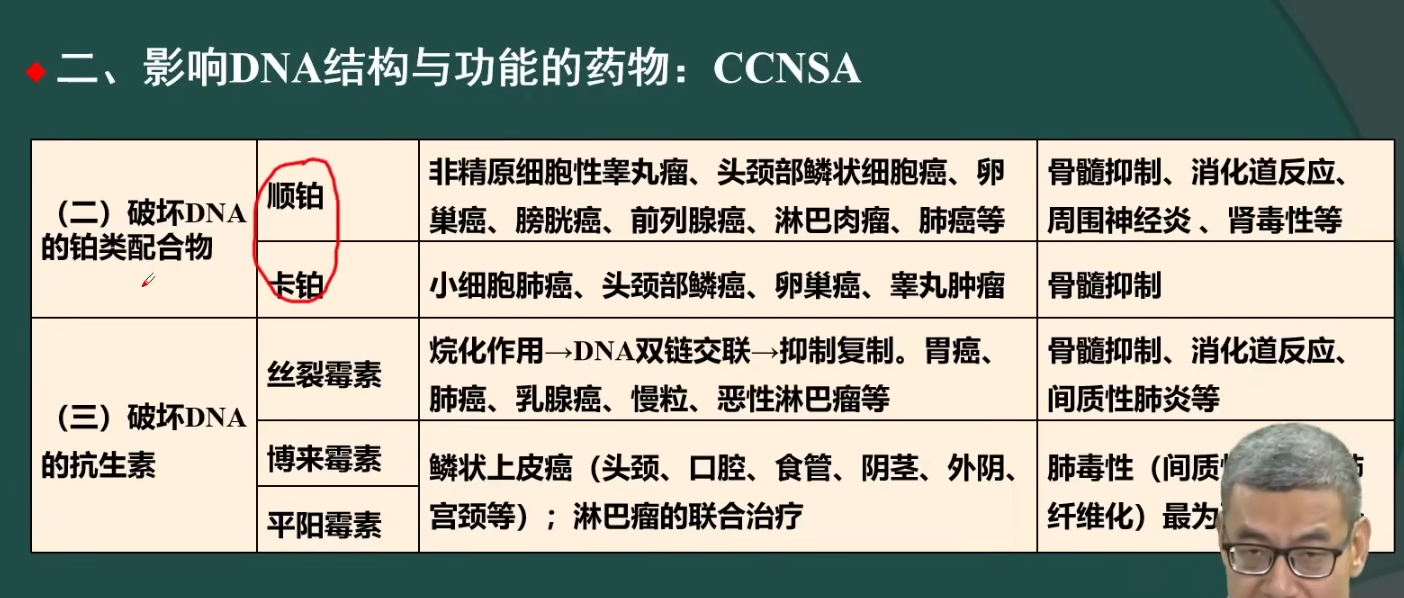 二、影响DNA结构与功能的药物：CCNSA
（二）破坏DNA
的铂类配合物
顺铂
非精原细胞性睾丸瘤、头颈部鳞状细胞癌、卵
巢癌、膀胱癌、前列腺癌、淋巴肉瘤、肺癌等
骨髓抑制、消化道反应、
周围神经炎 、肾毒性等
卡铂
小细胞肺癌、头颈部鳞癌、卵巢癌、睾丸肿瘤
骨髓抑制
（三）破坏DNA
的抗生素
丝裂霉素
烷化作用→DNA双链交联→抑制复制。胃癌、
肺癌、乳腺癌、慢粒、恶性淋巴瘤等
骨髓抑制、消化道反应、
间质性肺炎等
博来霉素
平阳霉素
鳞状上皮癌（头颈、口腔、食管、阴茎、外阴、
宫颈等）；淋巴瘤的联合治疗
肺毒性（间质
纤维化）最为